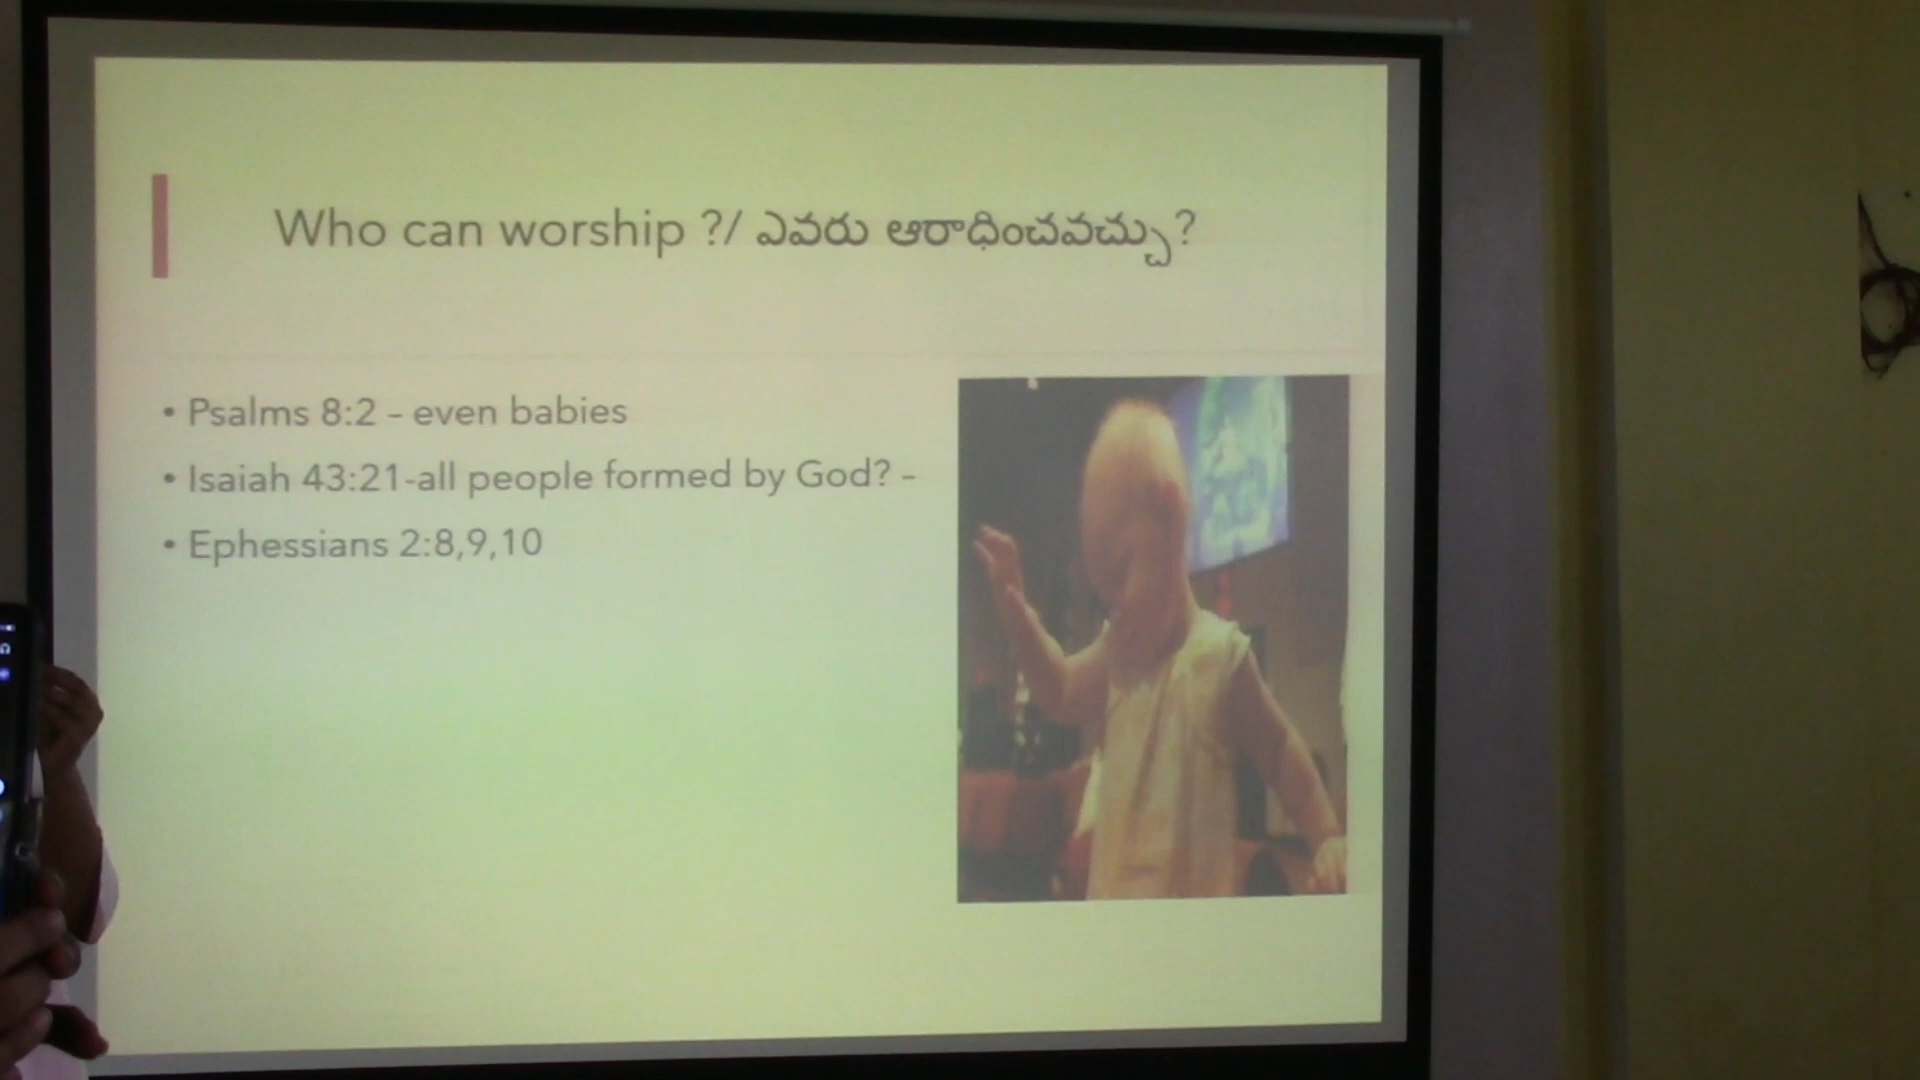 Who can worship ?/ ఎవరు ఆరాధించవచ్చు?
• Psalms 8:2 – even babies
• Isaiah 43:21-all people formed by God? –
• Ephessians 2:8,9,10